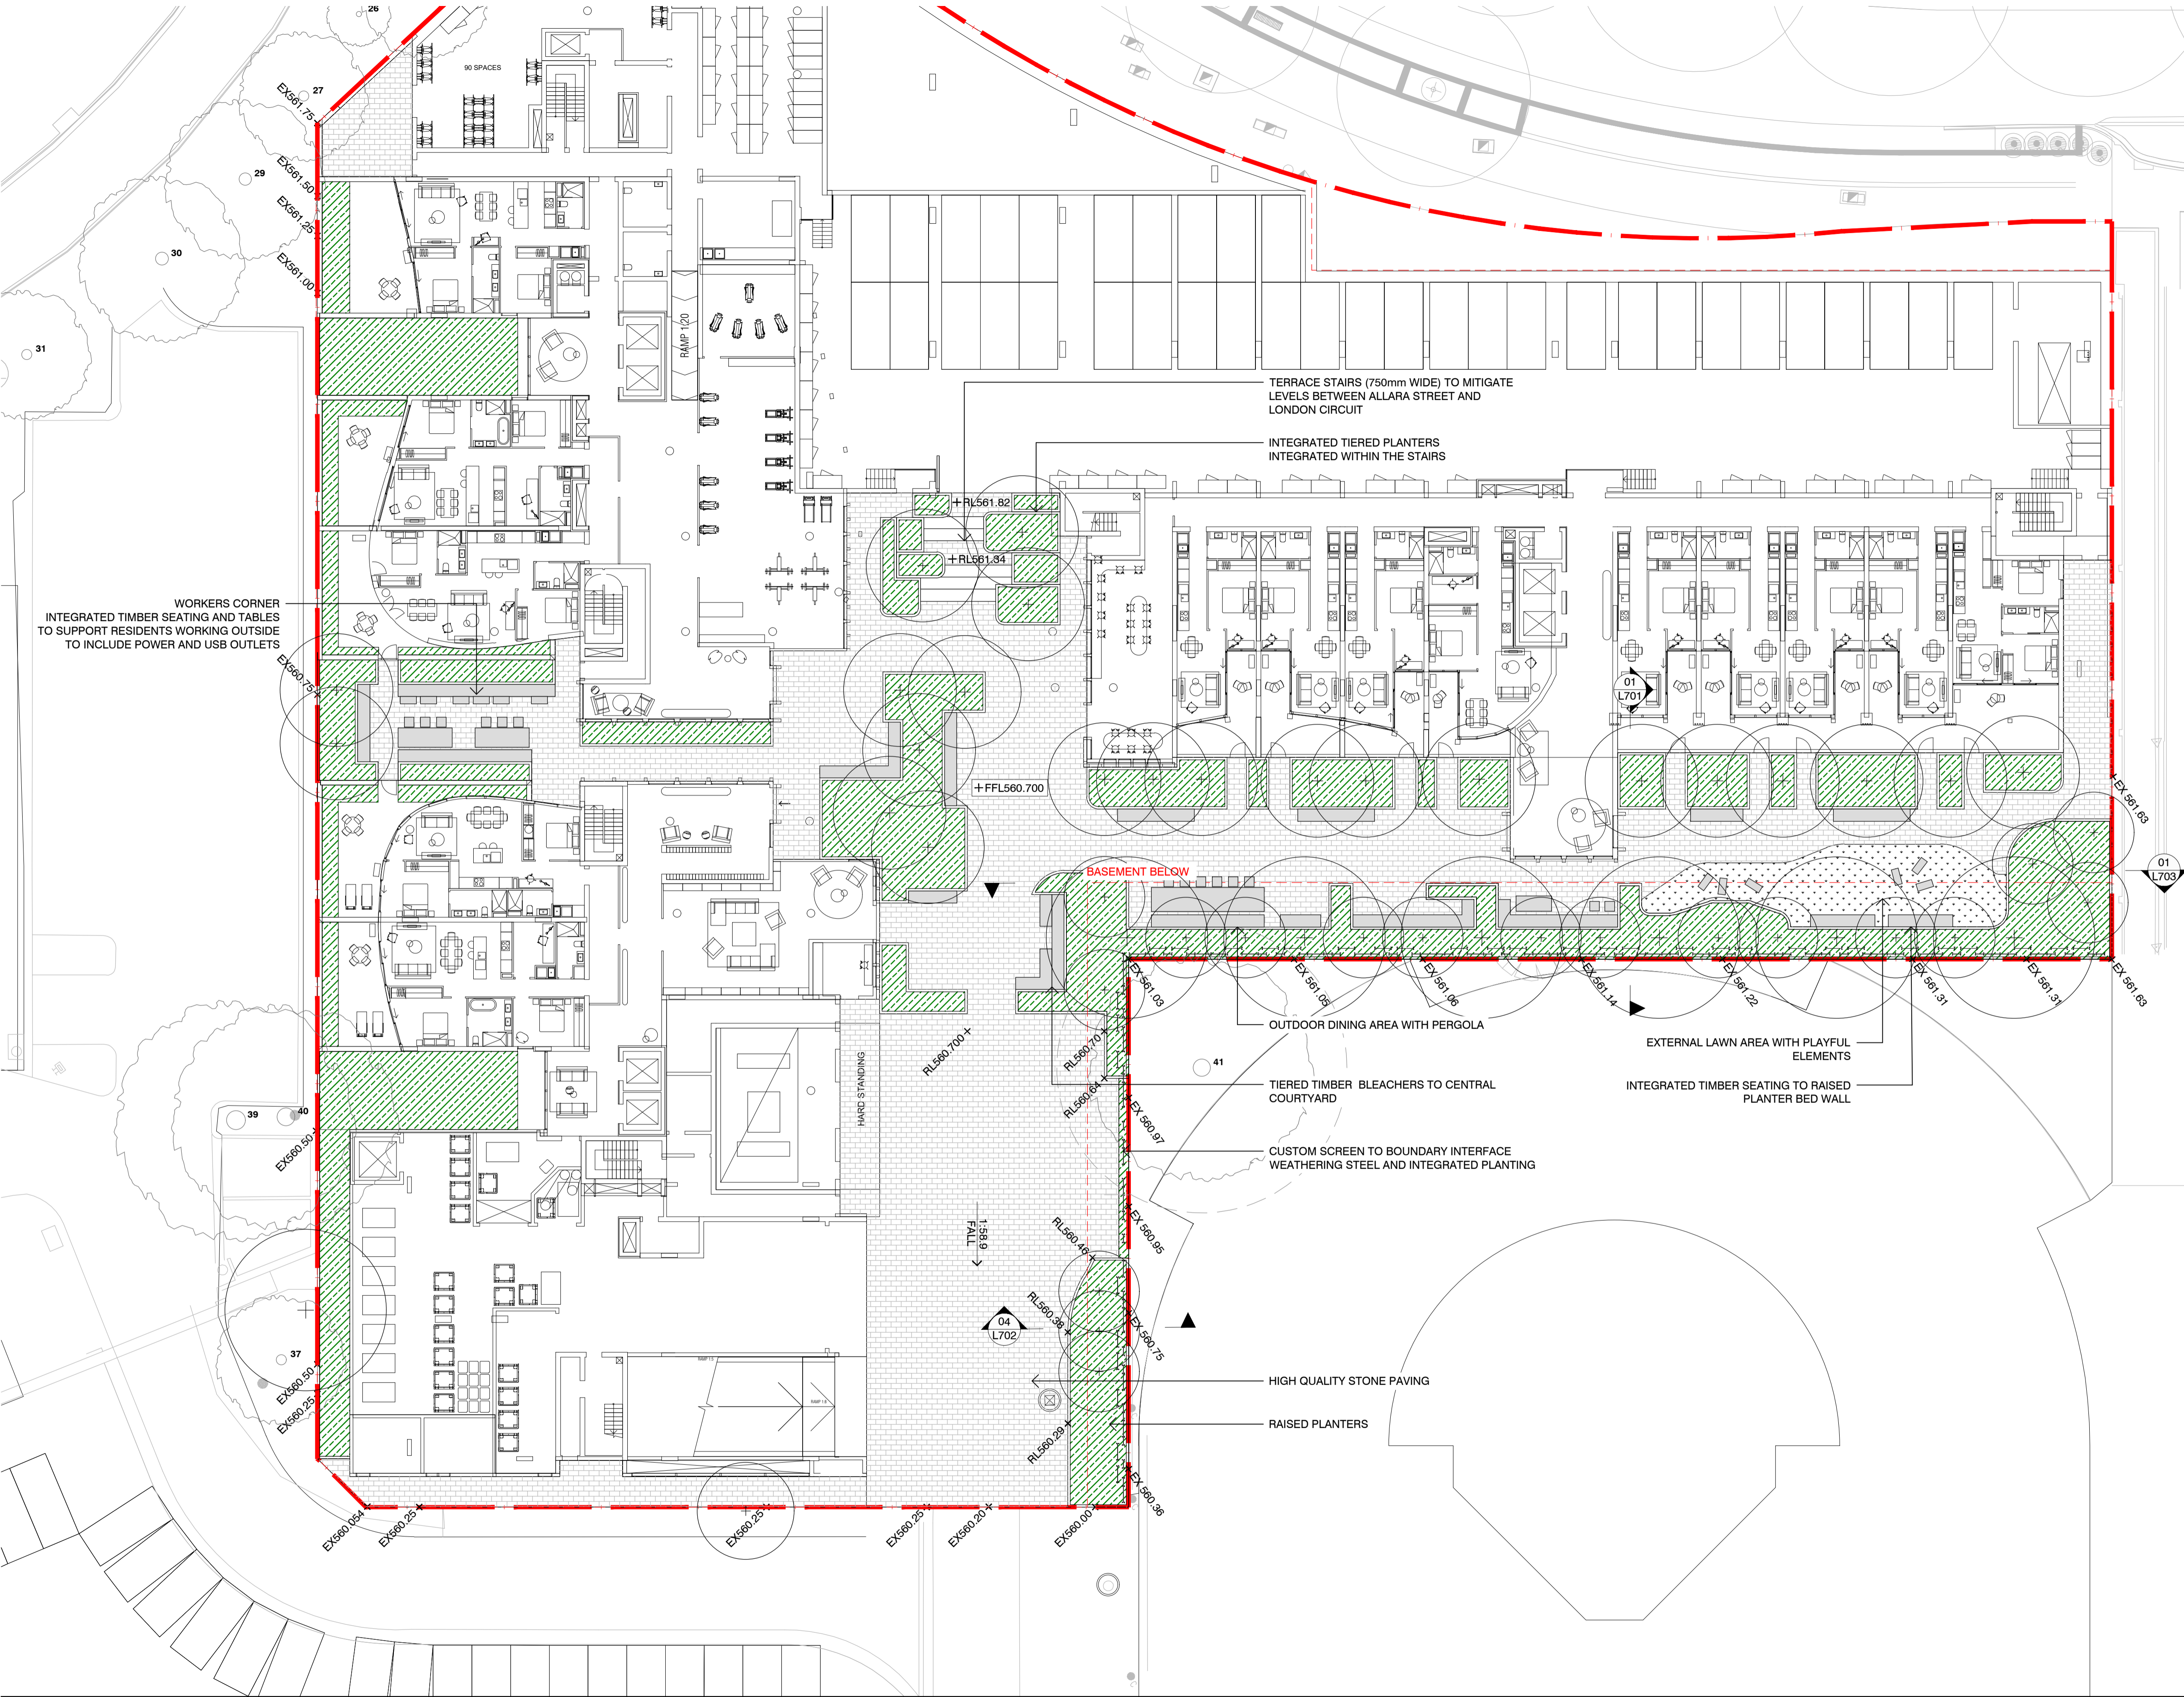 26
90 SPACES
27
EX561.75
29
EX561.50
EX561.25
30
EX561.00
31
RAMP 1:20
TERRACE STAIRS (750mm WIDE) TO MITIGATE
LEVELS BETWEEN ALLARA STREET AND
LONDON CIRCUIT
INTEGRATED TIERED PLANTERS
INTEGRATED WITHIN THE STAIRS
+RL561.82
+RL561.34
WORKERS CORNER
INTEGRATED TIMBER SEATING AND TABLES
TO SUPPORT RESIDENTS WORKING OUTSIDE
TO INCLUDE POWER AND USB OUTLETS
EX560.75
01
L701
+FFL560.700
EX 561.63
BASEMENT BELOW
01
L703
EX 561.03
EX 561.05
EX 561.06
EX 561.14
EX 561.22
EX 561.31
EX 561.31
EX 561.63
OUTDOOR DINING AREA WITH PERGOLA
EXTERNAL LAWN AREA WITH PLAYFUL
ELEMENTS
RL560.700
RL560.70
41
HARD STANDING
TIERED TIMBER BLEACHERS TO CENTRAL
COURTYARD
INTEGRATED TIMBER SEATING TO RAISED
PLANTER BED WALL
RL560.64
EX 560.97
39
40
EX560.50
CUSTOM SCREEN TO BOUNDARY INTERFACE
WEATHERING STEEL AND INTEGRATED PLANTING
1:58.9
FALL
RL560.46
EX 560.95
RL560.38
04
L702
EX 560.75
37
EX560.50
EX560.25
RAMP 1:5
RAMP 1:8
HIGH QUALITY STONE PAVING
RAISED PLANTERS
RL560.29
EX 560.36
EX560.054
EX560.25
EX560.25
EX560.25
EX560.20
EX560.00